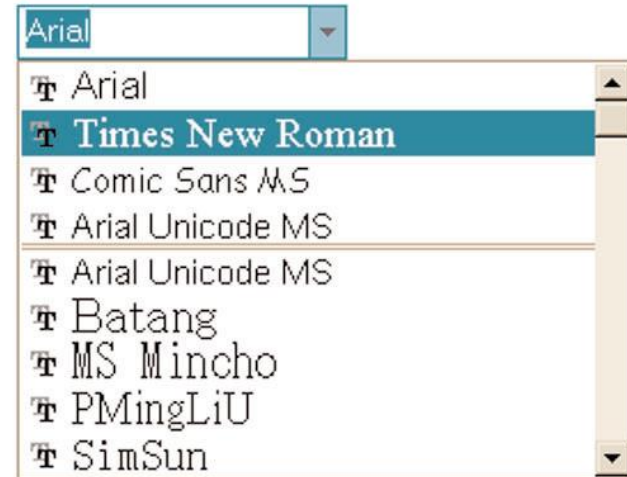 Arial
Arial
Times New Roman
Comic Sans MS
Arial Unicode MS
Arial Unicode MS
Batang
MS Mincho
PMingLiU
SimSun